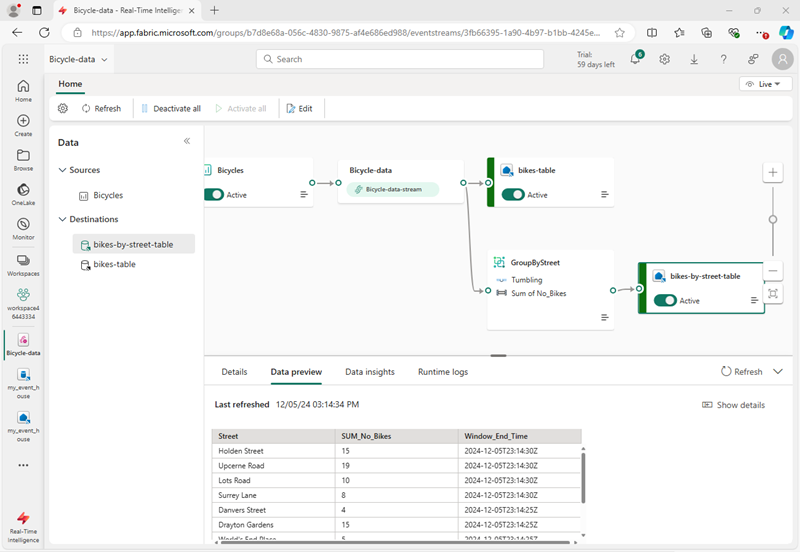 Bicycle-data - Real-Time Intelli
https://app.fabric.microsoft.com/groups/b7d8e68a-056c-4830-9875-af4e686ed988/eventstreams/3fb66395-1a90-4b97-b1bb-4245e...
Bicycle-data
Search
Trial:
59 days left
6
Home
Live
Refresh
Deactivate all
Activate all
Edit
Home
Create
Browse
OneLake
Monitor
Workspaces
workspace4
6443334
Bicycle-data
my_event_h
ouse
my_event_h
ouse
Real-Time
Intelligence
Data
Sources
Bicycles
Destinations
bikes-by-street-table
bikes-table
Bicycles
Active
Bicycle-data
Bicycle-data-stream
bikes-table
Active
GroupByStreet
Tumbling
Sum of No_Bikes
bikes-by-street-table
Active
Details
Data preview
Data insights
Runtime logs
Refresh
Last refreshed 12/05/24 03:14:34 PM
Show details
Street SUM_No_Bikes Window_End_Time
Holden Street 15 2024-12-05T23:14:30Z
Upcerne Road 19 2024-12-05T23:14:30Z
Lots Road 10 2024-12-05T23:14:30Z
Surrey Lane 8 2024-12-05T23:14:30Z
Danvers Street 4 2024-12-05T23:14:25Z
Drayton Gardens 15 2024-12-05T23:14:25Z
World's End Place 5 2024-12-05T23:14:25Z